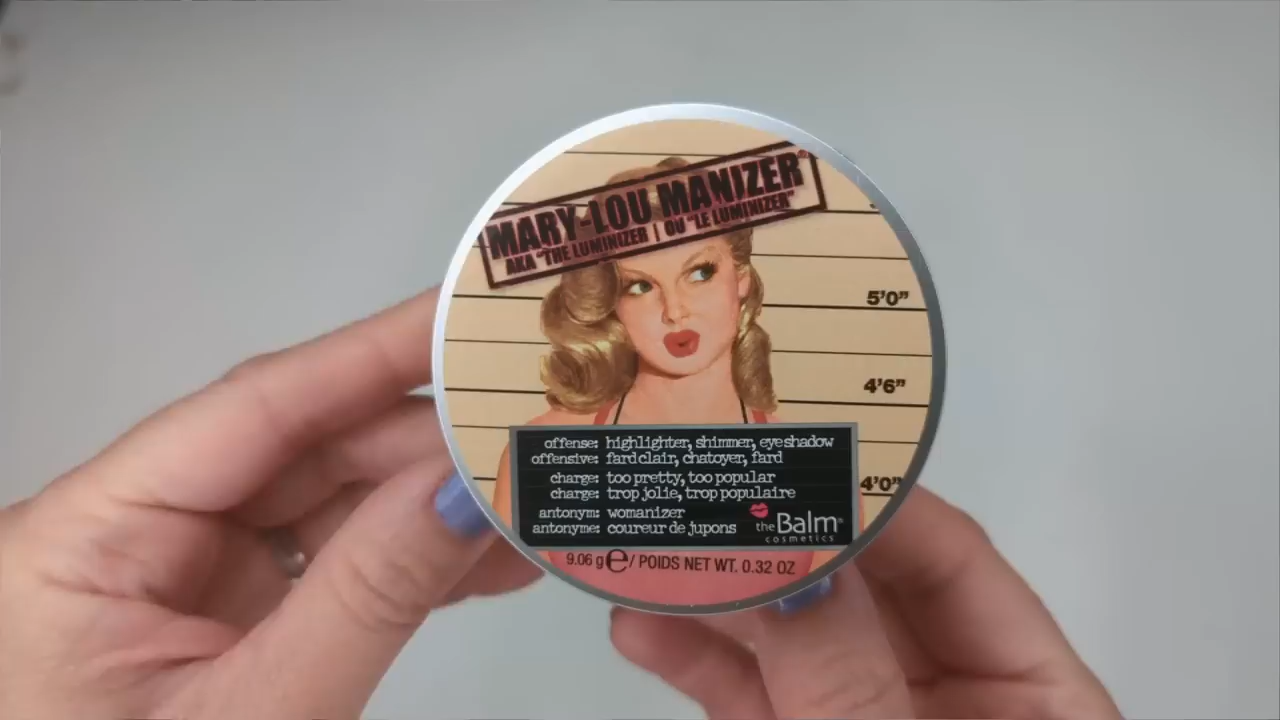 MARY-LOU MANIZER®
AKA "THE LUMINIZER | OU "LE LUMINIZER"
5'0”
4'6”
4'0”
offense: highlighter, shimmer, eyeshadow
offensive: fard clair, chatoyer, fard
charge: too pretty, too popular
charge: trop jolie, trop populaire
antonym: womanizer
antonyme: coureur de jupons
theBalm®
cosmetics
9.06 g ℮ / POIDS NET WT. 0.32 OZ